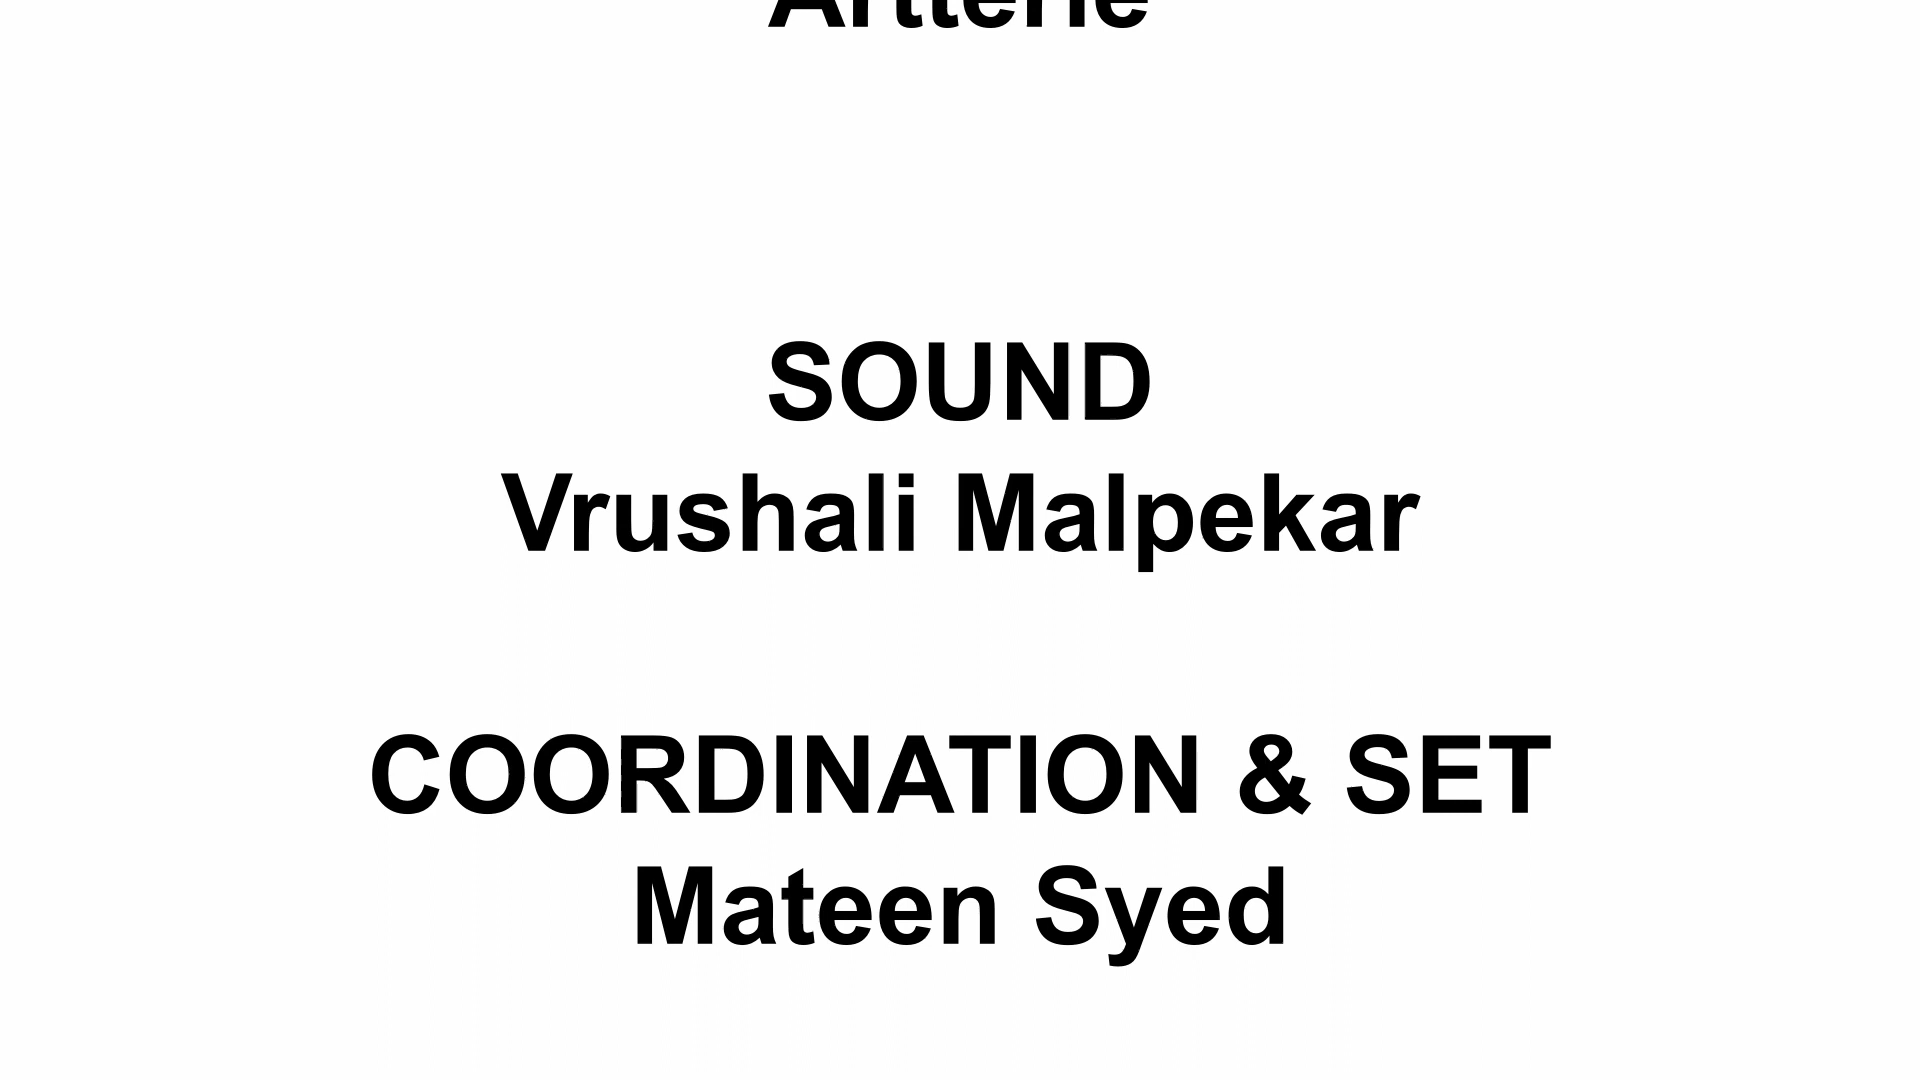 SOUND
Vrushali Malpekar
COORDINATION & SET
Mateen Syed